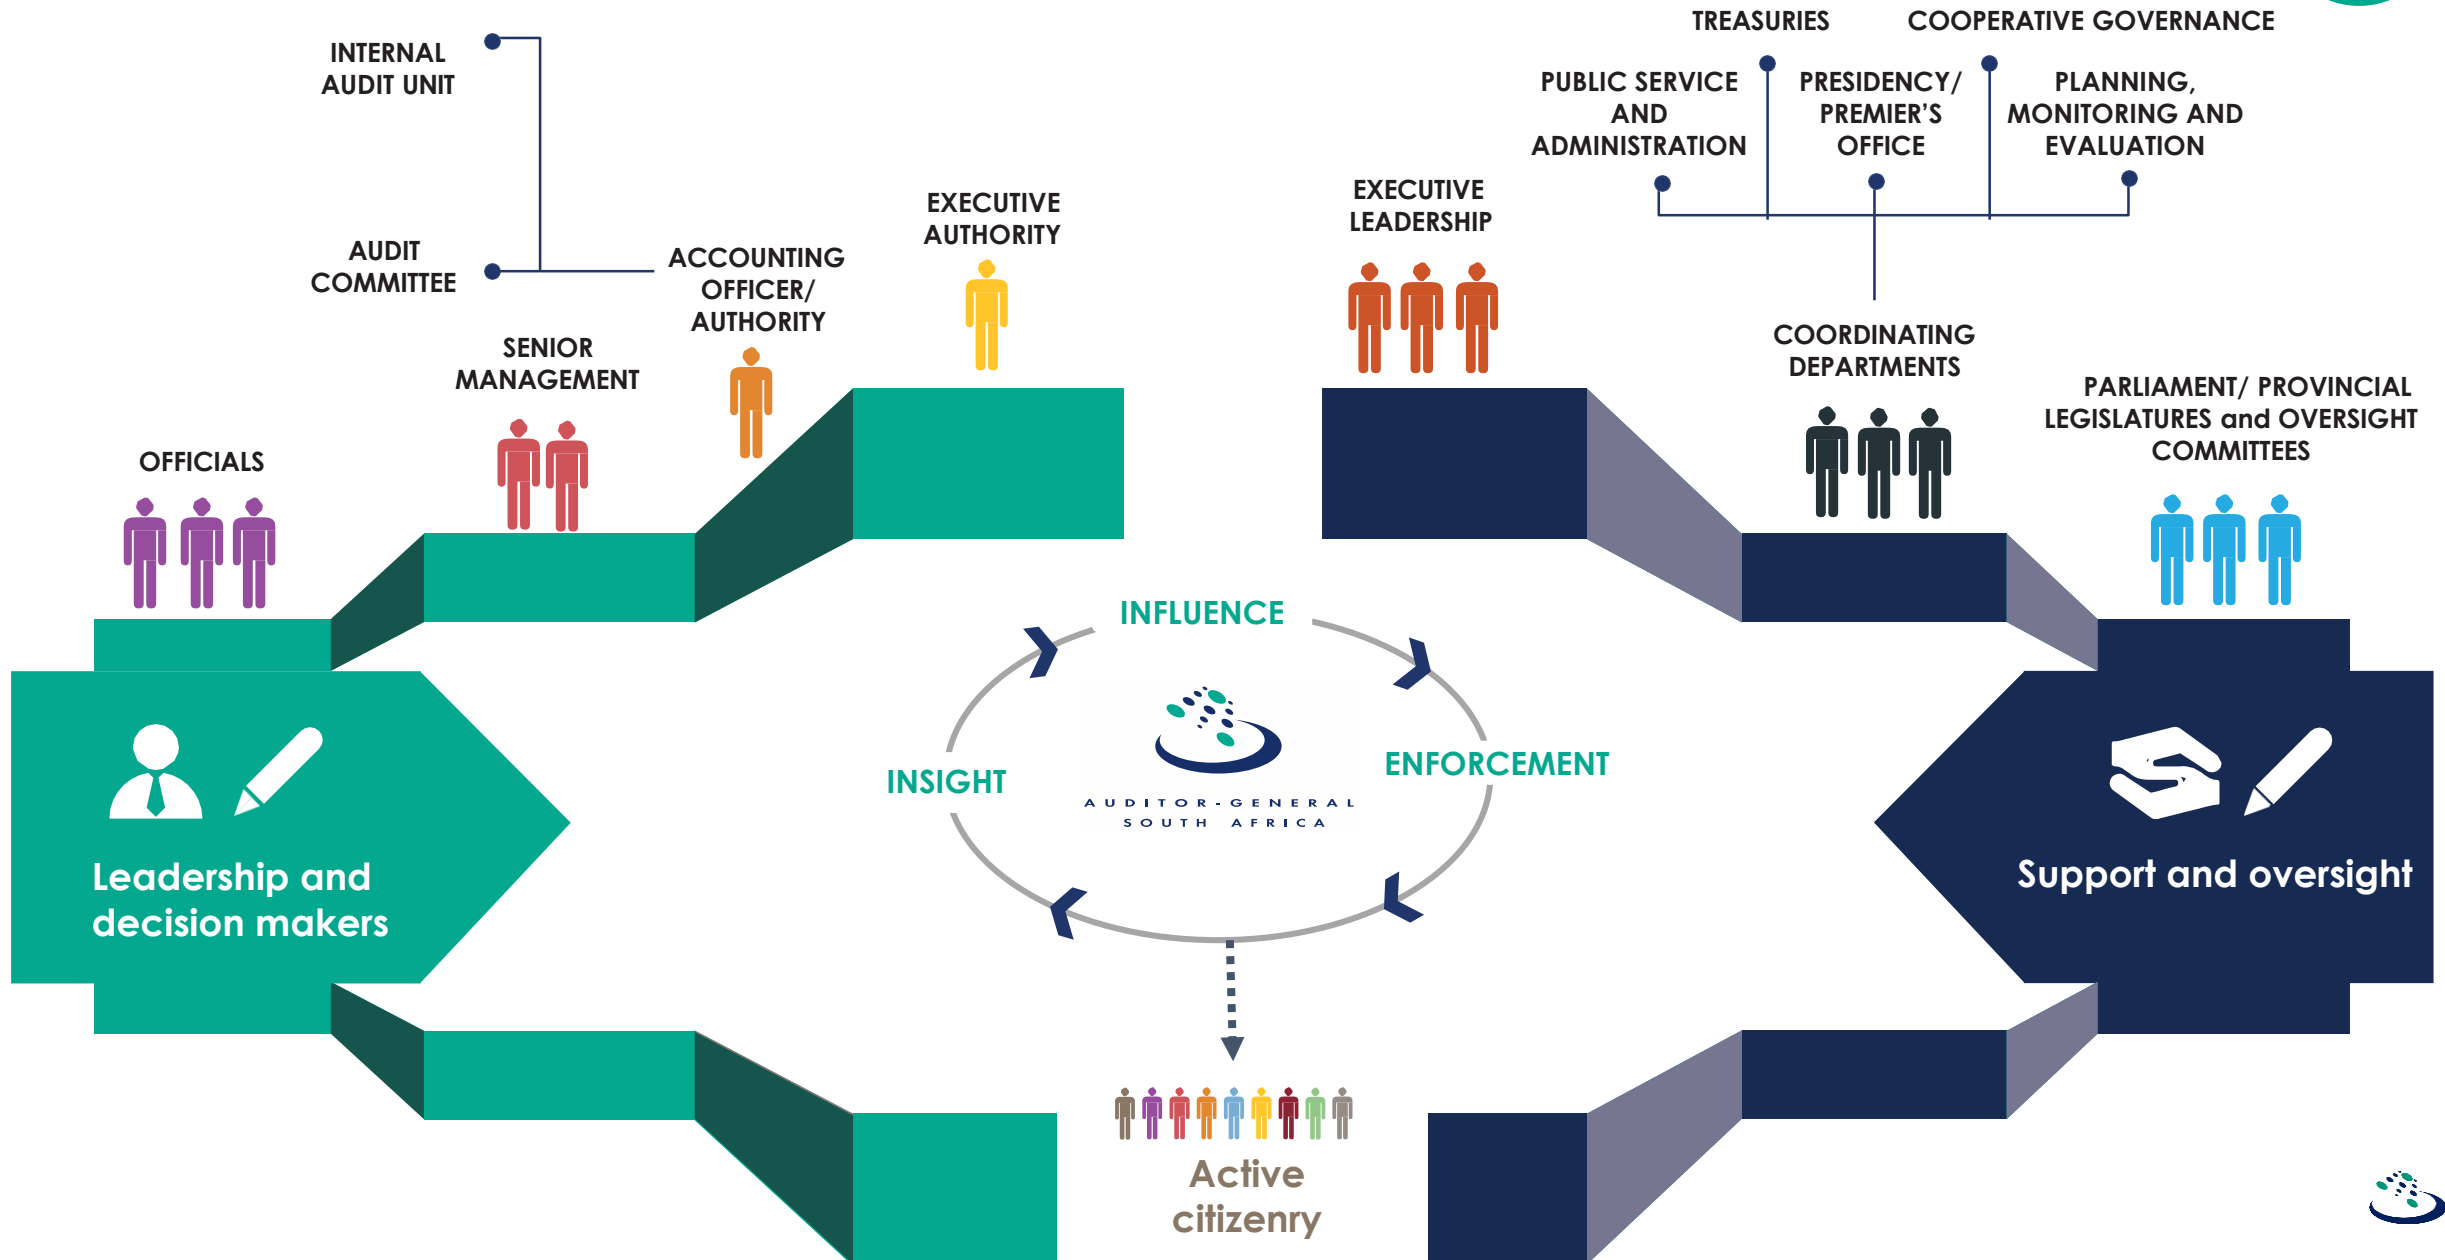 INTERNAL
AUDIT UNIT
AUDIT
COMMITTEE
ACCOUNTING
OFFICER/
AUTHORITY
EXECUTIVE
AUTHORITY
SENIOR
MANAGEMENT
OFFICIALS
TREASURIES
COOPERATIVE GOVERNANCE
PUBLIC SERVICE
AND
ADMINISTRATION
PRESIDENCY/
PREMIER'S
OFFICE
PLANNING,
MONITORING AND
EVALUATION
EXECUTIVE
LEADERSHIP
COORDINATING
DEPARTMENTS
PARLIAMENT/ PROVINCIAL
LEGISLATURES and OVERSIGHT
COMMITTEES
INFLUENCE
INSIGHT
ENFORCEMENT
AUDITOR-GENERAL
SOUTH AFRICA
Leadership and
decision makers
Support and oversight
Active
citizenry